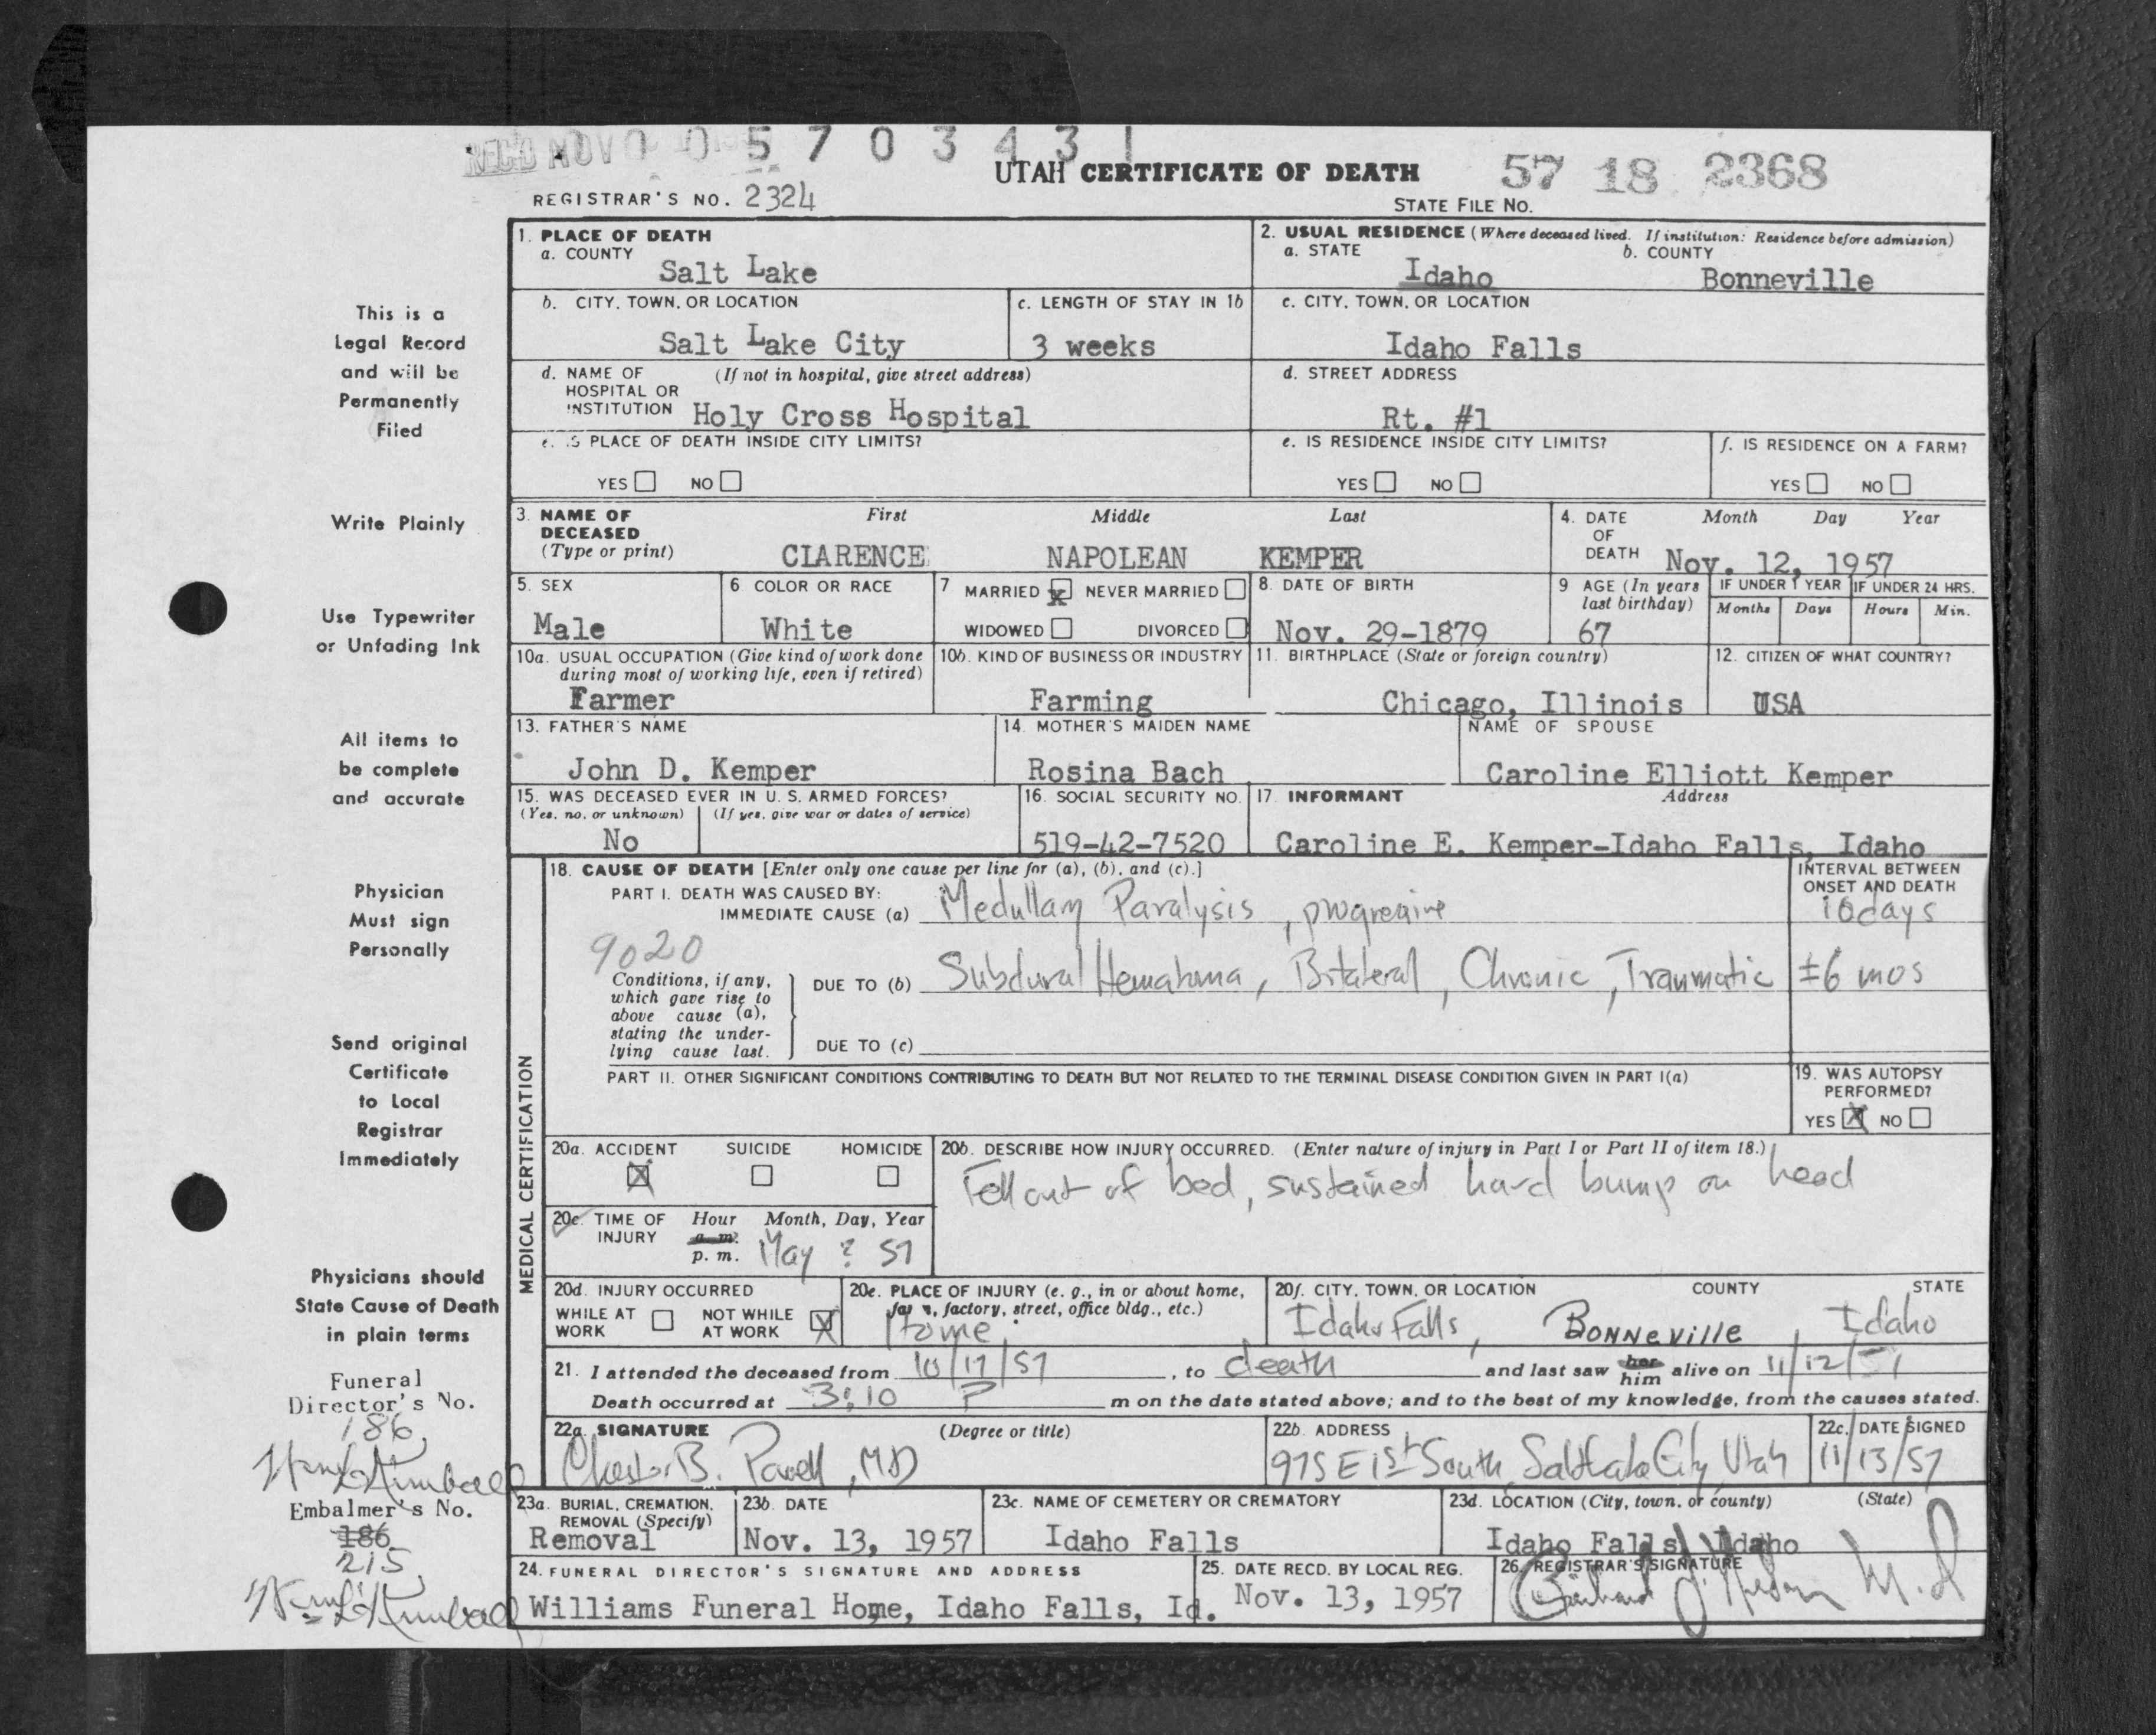 REC'D NOV 0 0 5 7 0 3 4 3 1
UTAH CERTIFICATE OF DEATH
57 18 2368
REGISTRAR'S NO. 2324
STATE FILE NO.
1. PLACE OF DEATH
a. COUNTY
Salt Lake
2. USUAL RESIDENCE (Where deceased lived. If institution: Residence before admission)
a. STATE
Idaho
b. COUNTY
Bonneville
b. CITY, TOWN, OR LOCATION
Salt Lake City
c. LENGTH OF STAY IN 1b
3 weeks
c. CITY, TOWN, OR LOCATION
Idaho Falls
d. NAME OF HOSPITAL OR INSTITUTION
(If not in hospital, give street address)
Holy Cross Hospital
d. STREET ADDRESS
Rt. #1
e. IS PLACE OF DEATH INSIDE CITY LIMITS?
YES NO
e. IS RESIDENCE INSIDE CITY LIMITS?
YES NO
f. IS RESIDENCE ON A FARM?
YES NO
3. NAME OF DECEASED
(Type or print)
First Middle Last
CLARENCE NAPOLEAN KEMPER
4. DATE OF DEATH
Month Day Year
Nov. 12, 1957
5. SEX
Male
6 COLOR OR RACE
White
7 MARRIED x NEVER MARRIED
WIDOWED DIVORCED
8. DATE OF BIRTH
Nov. 29-1879
9 AGE (In years last birthday)
67
IF UNDER 1 YEAR
Months Days
IF UNDER 24 HRS.
Hours Min.
10a. USUAL OCCUPATION (Give kind of work done during most of working life, even if retired)
Farmer
10b. KIND OF BUSINESS OR INDUSTRY
Farming
11. BIRTHPLACE (State or foreign country)
Chicago, Illinois
12. CITIZEN OF WHAT COUNTRY?
USA
13. FATHER'S NAME
John D. Kemper
14. MOTHER'S MAIDEN NAME
Rosina Bach
NAME OF SPOUSE
Caroline Elliott Kemper
15. WAS DECEASED EVER IN U. S. ARMED FORCES?
(Yes, no, or unknown) (If yes, give war or dates of service)
No
16. SOCIAL SECURITY NO.
519-42-7520
17. INFORMANT Address
Caroline E. Kemper-Idaho Falls, Idaho
18. CAUSE OF DEATH [Enter only one cause per line for (a), (b), and (c).]
INTERVAL BETWEEN ONSET AND DEATH
PART I. DEATH WAS CAUSED BY:
IMMEDIATE CAUSE (a) Medullary Paralysis, progressive
10 days
9020
Conditions, if any, which gave rise to above cause (a), stating the underlying cause last.
DUE TO (b) Subdural Hematoma, Bilateral, Chronic, Traumatic
±6 mos
DUE TO (c)
PART II. OTHER SIGNIFICANT CONDITIONS CONTRIBUTING TO DEATH BUT NOT RELATED TO THE TERMINAL DISEASE CONDITION GIVEN IN PART I(a)
19. WAS AUTOPSY PERFORMED?
YES X NO
MEDICAL CERTIFICATION
20a. ACCIDENT SUICIDE HOMICIDE
X
20b. DESCRIBE HOW INJURY OCCURRED. (Enter nature of injury in Part I or Part II of item 18.)
Fell out of bed, sustained hard bump on head
20c. TIME OF INJURY
Hour Month, Day, Year
a. m.
p. m. May ? 57
20d. INJURY OCCURRED
WHILE AT WORK NOT WHILE AT WORK X
20e. PLACE OF INJURY (e. g., in or about home, farm, factory, street, office bldg., etc.)
Home
20f. CITY, TOWN, OR LOCATION COUNTY STATE
Idaho Falls, BONNEVILLE, Idaho
21. I attended the deceased from 10/17/57, to death and last saw her him alive on 11/12/57
Death occurred at 3:10 P m on the date stated above; and to the best of my knowledge, from the causes stated.
22a. SIGNATURE (Degree or title)
Chester B. Powell, MD
22b. ADDRESS
975 E 1st South Salt Lake City Utah
22c. DATE SIGNED
11/13/57
23a. BURIAL, CREMATION, REMOVAL (Specify)
Removal
23b. DATE
Nov. 13, 1957
23c. NAME OF CEMETERY OR CREMATORY
Idaho Falls
23d. LOCATION (City, town, or county) (State)
Idaho Falls, Idaho
24. FUNERAL DIRECTOR'S SIGNATURE AND ADDRESS
Williams Funeral Home, Idaho Falls, Id.
25. DATE RECD. BY LOCAL REG.
Nov. 13, 1957
26. REGISTRAR'S SIGNATURE
M.D
This is a
Legal Record
and will be
Permanently
Filed
Write Plainly
Use Typewriter
or Unfading Ink
All items to
be complete
and accurate
Physician
Must sign
Personally
Send original
Certificate
to Local
Registrar
Immediately
Physicians should
State Cause of Death
in plain terms
Funeral
Director's No.
186
Kimball
Embalmer's No.
186
215
Kimball